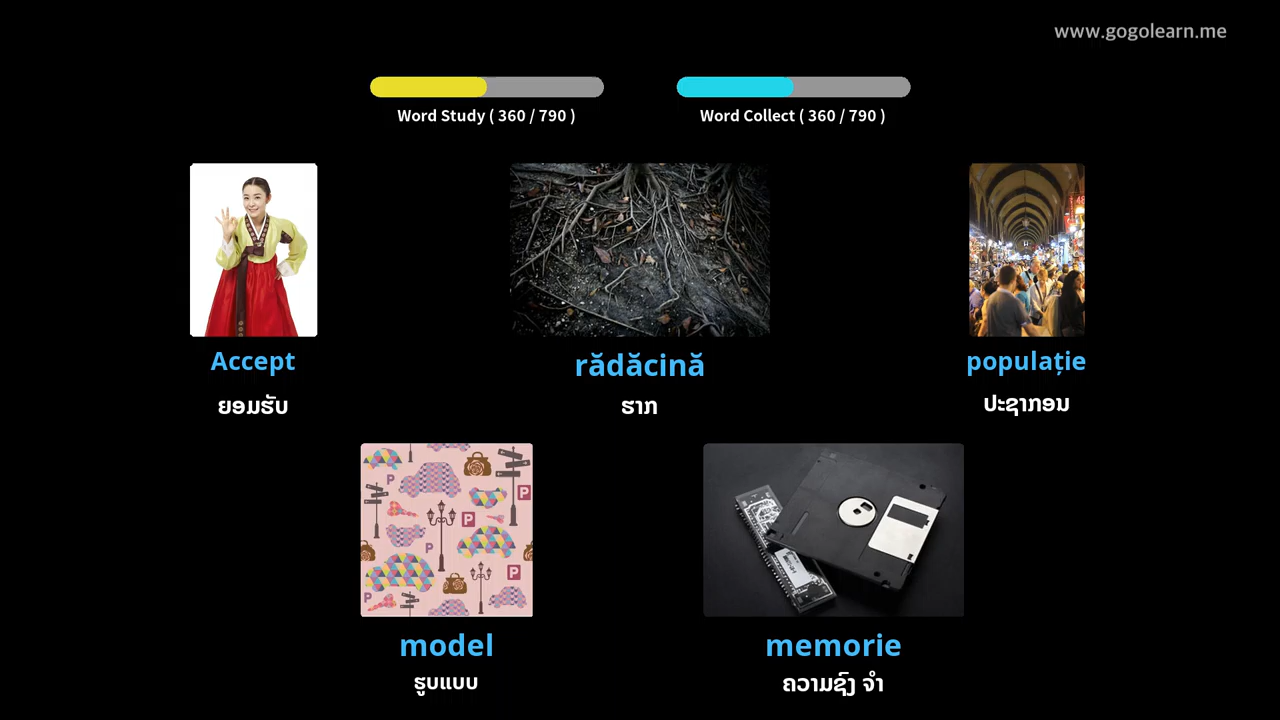 www.gogolearn.me
Word Study ( 360 / 790 )
Word Collect ( 360 / 790 )
Accept
ຍອມຮັບ
rădăcină
ຮາກ
populație
ປະຊາກອນ
P
P
P
P
P
P
model
ຮູບແບບ
memorie
ຄວາມຊົງ ຈຳ